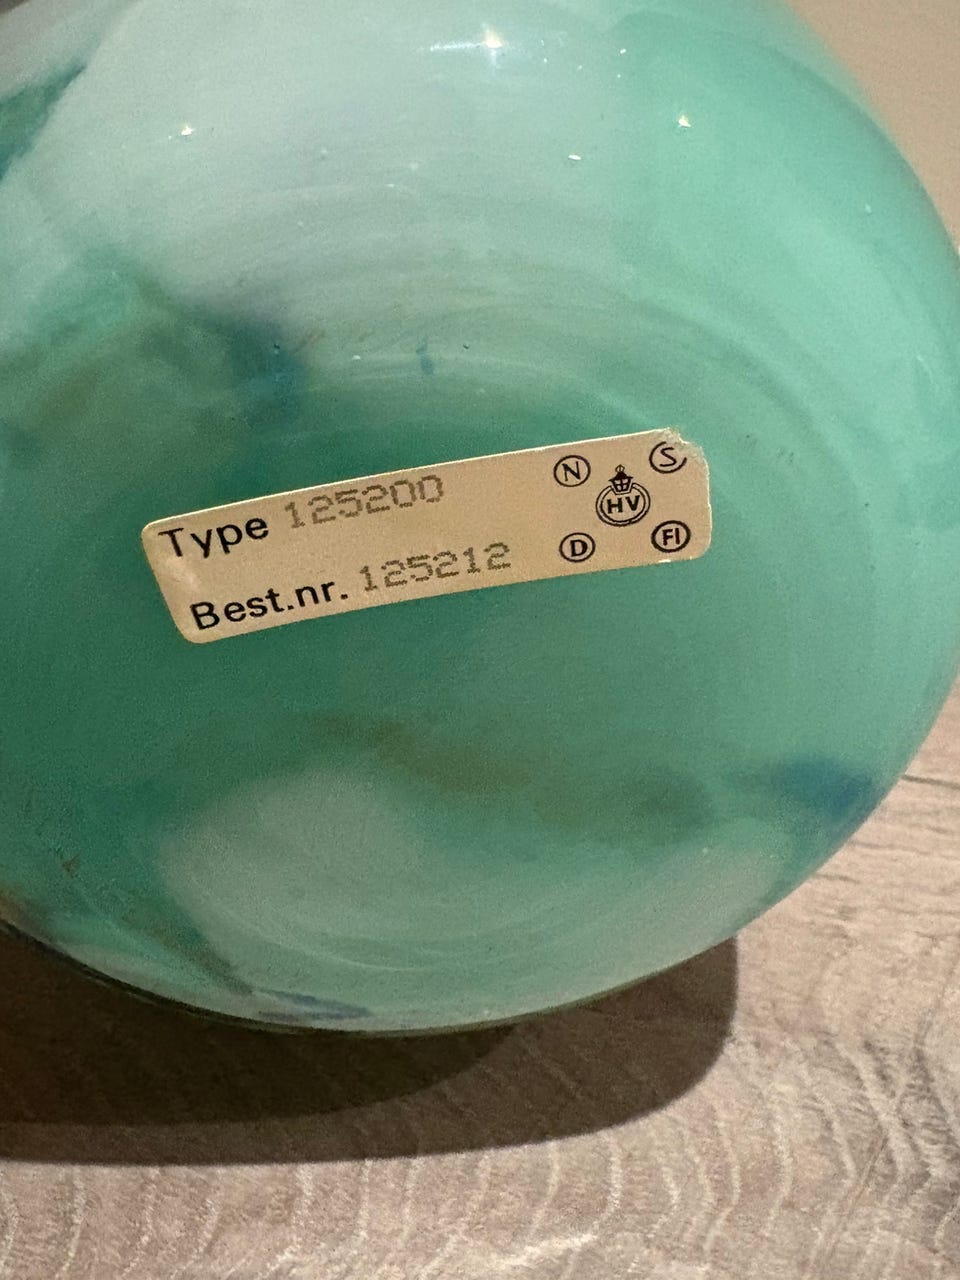 Type 125200
Best.nr. 125212
N S
HV
D FI